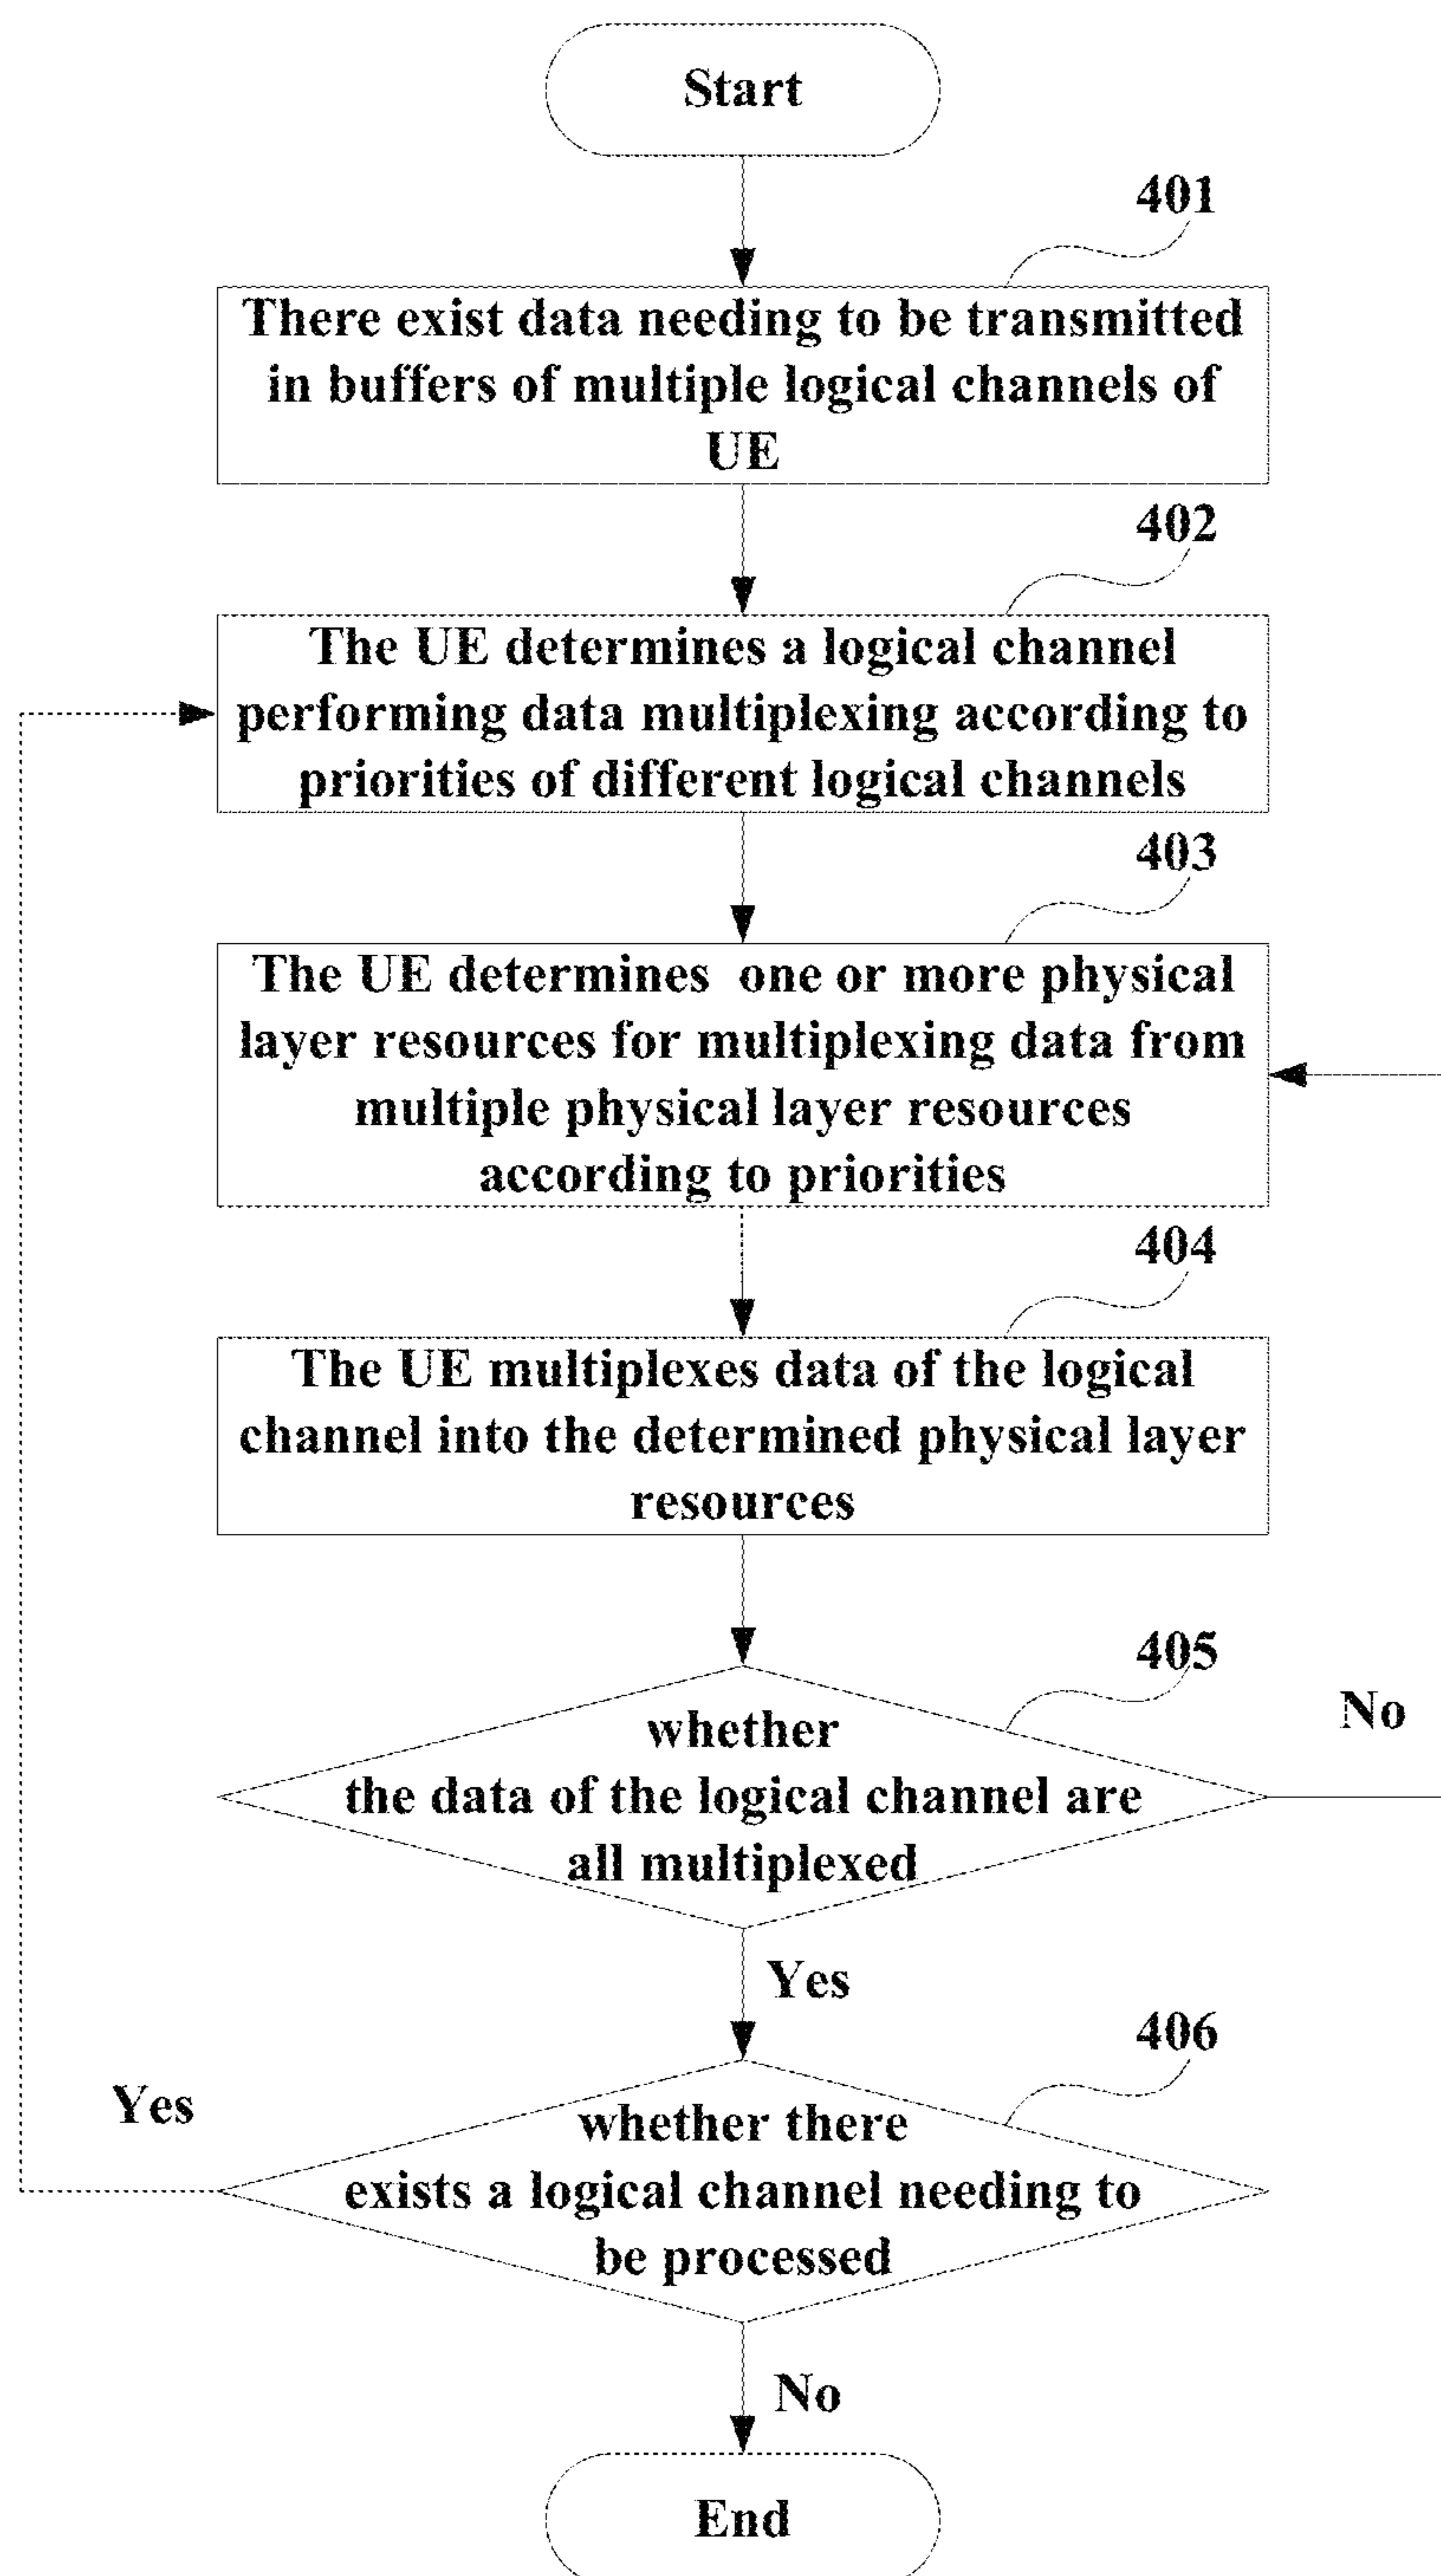 Start
401
There exist data needing to be transmitted
in buffers of multiple logical channels of
UE
402
The UE determines a logical channel
performing data multiplexing according to
priorities of different logical channels
403
The UE determines one or more physical
layer resources for multiplexing data from
multiple physical layer resources
according to priorities
404
The UE multiplexes data of the logical
channel into the determined physical layer
resources
405
No
whether
the data of the logical channel are
all multiplexed
Yes
406
Yes
whether there
exists a logical channel needing to
be processed
No
End